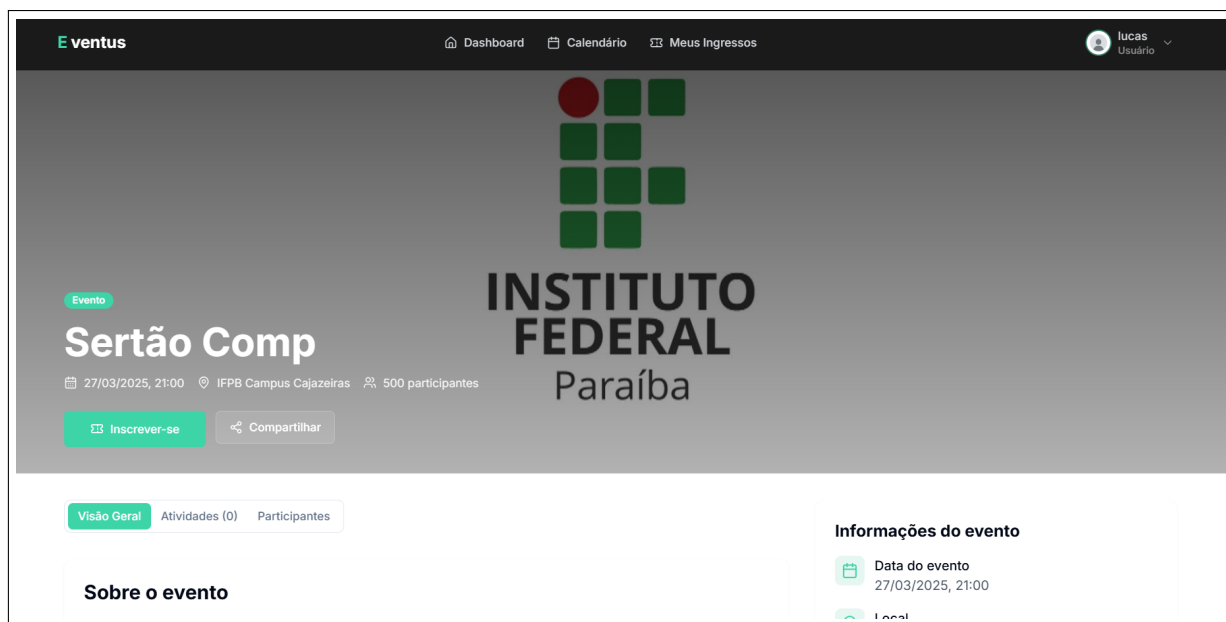 E ventus
Dashboard Calendário Meus Ingressos
lucas
Usuário
INSTITUTO
FEDERAL
Paraíba
Evento
Sertão Comp
27/03/2025, 21:00 IFPB Campus Cajazeiras 500 participantes
Inscrever-se Compartilhar
Visão Geral Atividades (0) Participantes
Sobre o evento
Informações do evento
Data do evento
27/03/2025, 21:00
Local